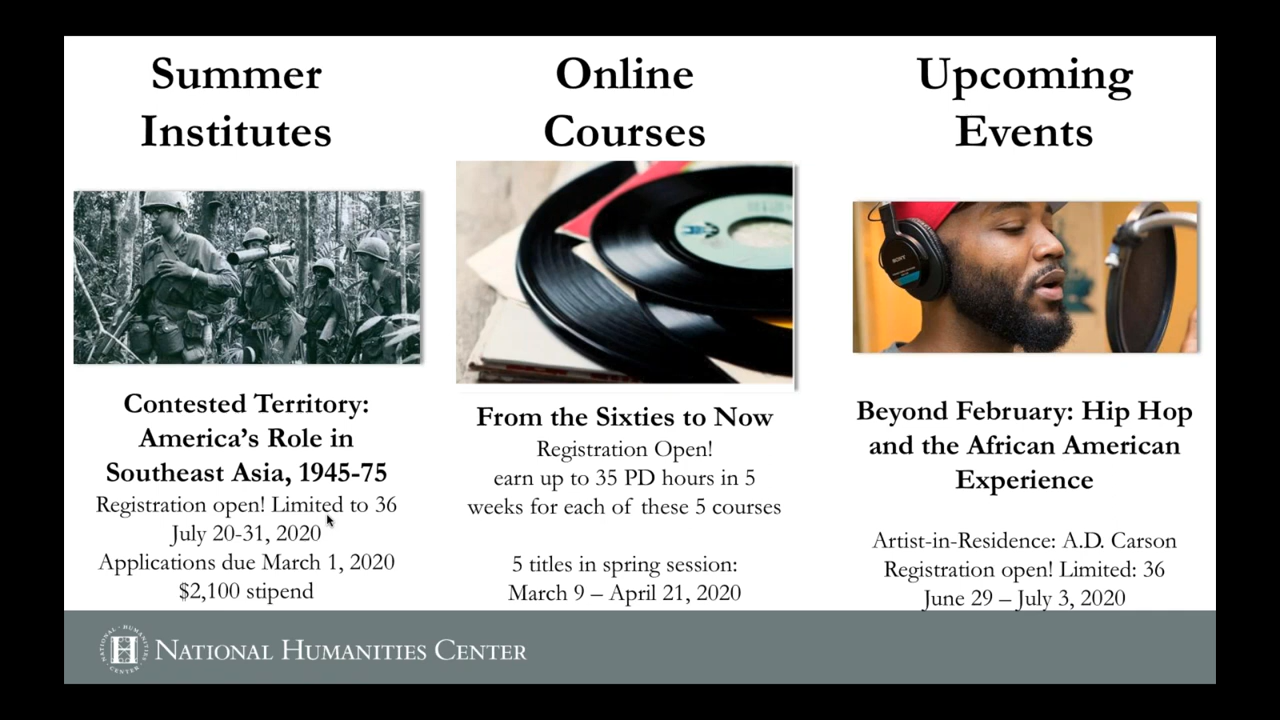 Summer
Institutes
Contested Territory:
America's Role in
Southeast Asia, 1945-75
Registration open! Limited to 36
July 20-31, 2020
Applications due March 1, 2020
$2,100 stipend
Online
Courses
From the Sixties to Now
Registration Open!
earn up to 35 PD hours in 5
weeks for each of these 5 courses
5 titles in spring session:
March 9 – April 21, 2020
Upcoming
Events
SONY
Beyond February: Hip Hop
and the African American
Experience
Artist-in-Residence: A.D. Carson
Registration open! Limited: 36
June 29 – July 3, 2020
HUMANITIES
NATIONAL
CENTER
H
NATIONAL HUMANITIES CENTER